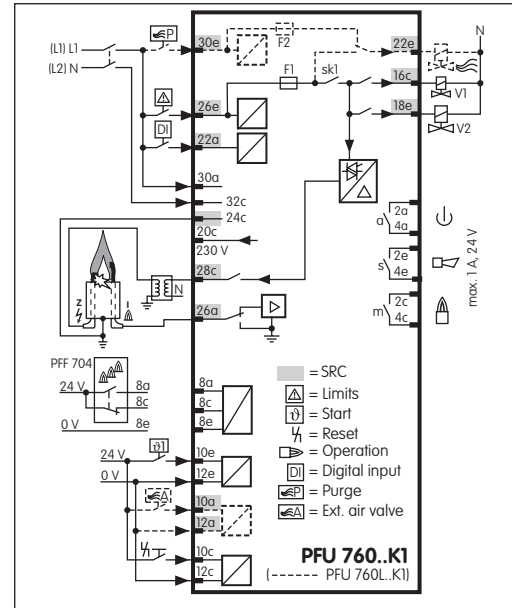 P
(L1) L1
(L2) N
30e
F2
22e
N
F1
sk1
16c
V1
26e
18e
V2
DI
22a
30a
32c
24c
20c
230 V
28c
N
26a
Z
I
a
2a
4a
s
2e
4e
m
2c
4c
max. 1 A, 24 V
PFF 704
24 V
8a
8c
0 V
8e
8a
8c
8e
= SRC
= Limits
ϑ = Start
= Reset
= Operation
DI = Digital input
P = Purge
A = Ext. air valve
24 V
ϑ1
10e
0 V
12e
A
10a
12a
10c
12c
PFU 760..K1
(------ PFU 760L..K1)